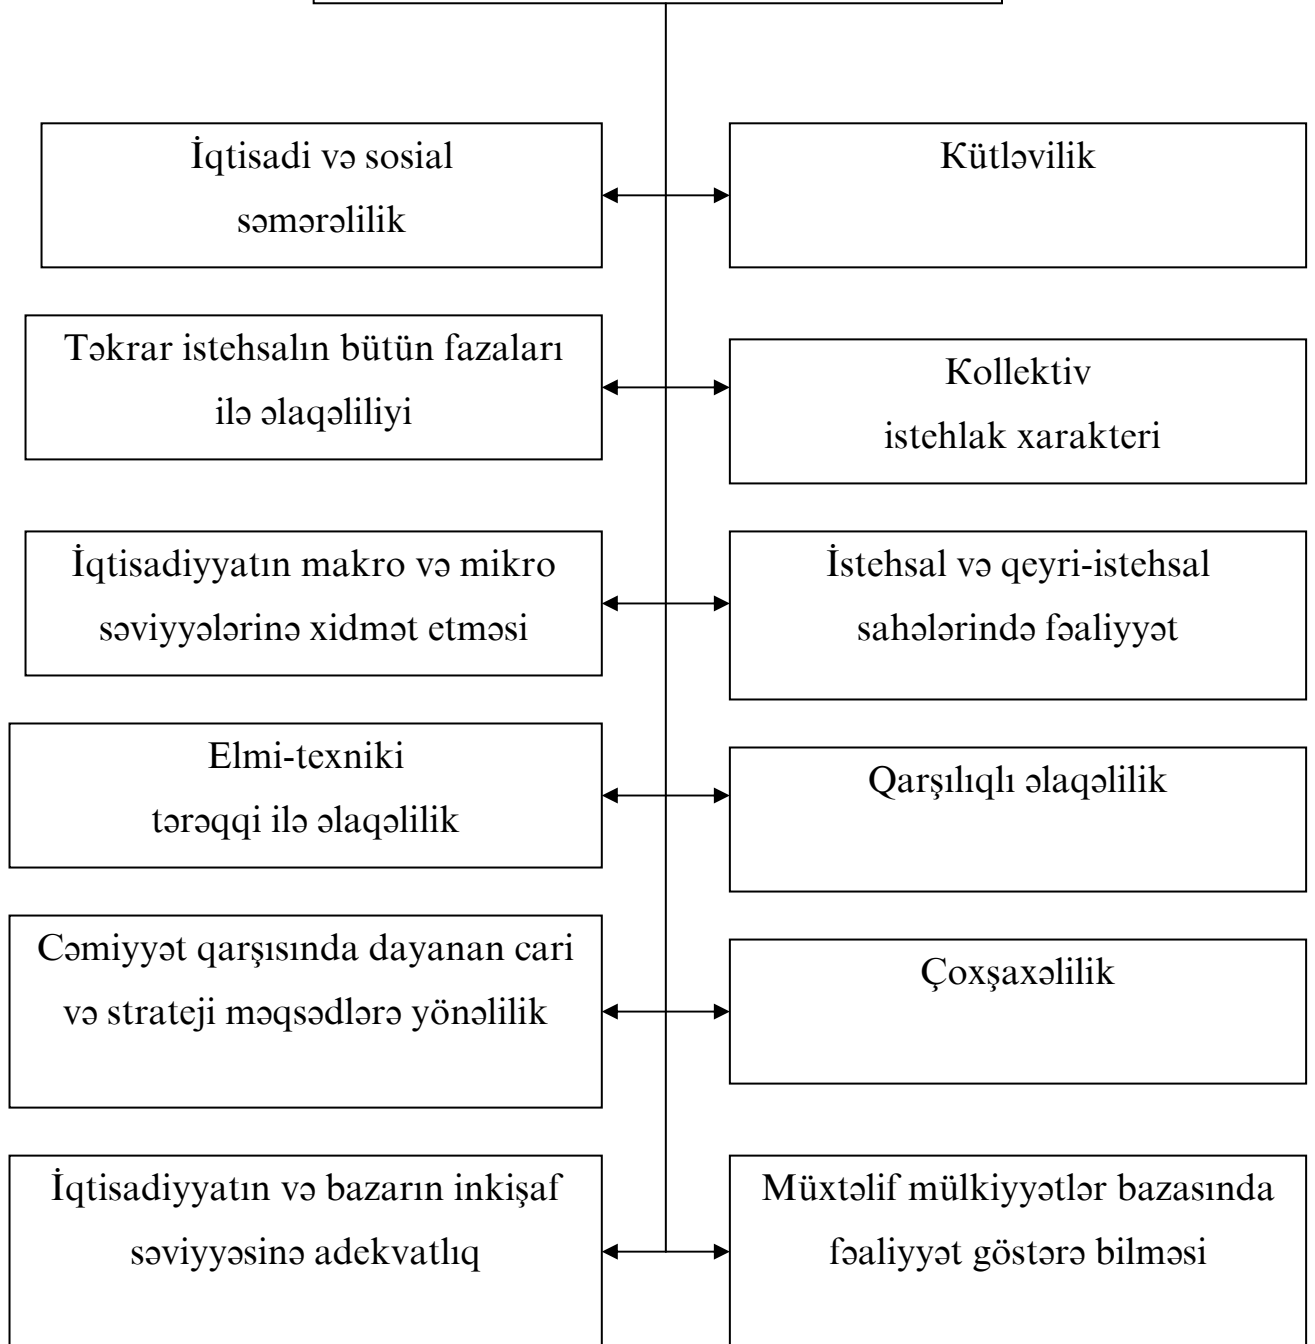 İqtisadi və sosial
səmərəlilik
Kütləvilik
Təkrar istehsalın bütün fazaları
ilə əlaqəliliyi
Kollektiv
istehlak xarakteri
İqtisadiyyatın makro və mikro
səviyyələrinə xidmət etməsi
İstehsal və qeyri-istehsal
sahələrində fəaliyyət
Elmi-texniki
tərəqqi ilə əlaqəlilik
Qarşılıqlı əlaqəlilik
Cəmiyyət qarşısında dayanan cari
və strateji məqsədlərə yönəlilik
Çoxşaxəlilik
İqtisadiyyatın və bazarın inkişaf
səviyyəsinə adekvatlıq
Müxtəlif mülkiyyətlər bazasında
fəaliyyət göstərə bilməsi